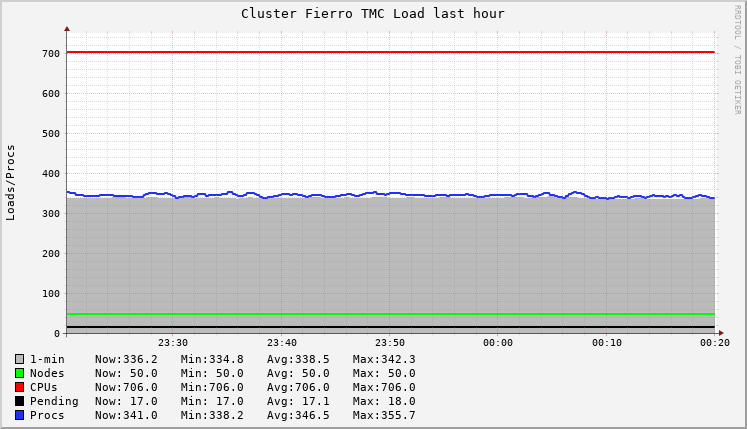 Cluster Fierro TMC Load last hour
RRDTOOL / TOBI OETIKER
Loads/Procs
700
600
500
400
300
200
100
0
23:30 23:40 23:50 00:00 00:10 00:20
1-min Now:336.2 Min:334.8 Avg:338.5 Max:342.3
Nodes Now: 50.0 Min: 50.0 Avg: 50.0 Max: 50.0
CPUs Now:706.0 Min:706.0 Avg:706.0 Max:706.0
Pending Now: 17.0 Min: 17.0 Avg: 17.1 Max: 18.0
Procs Now:341.0 Min:338.2 Avg:346.5 Max:355.7